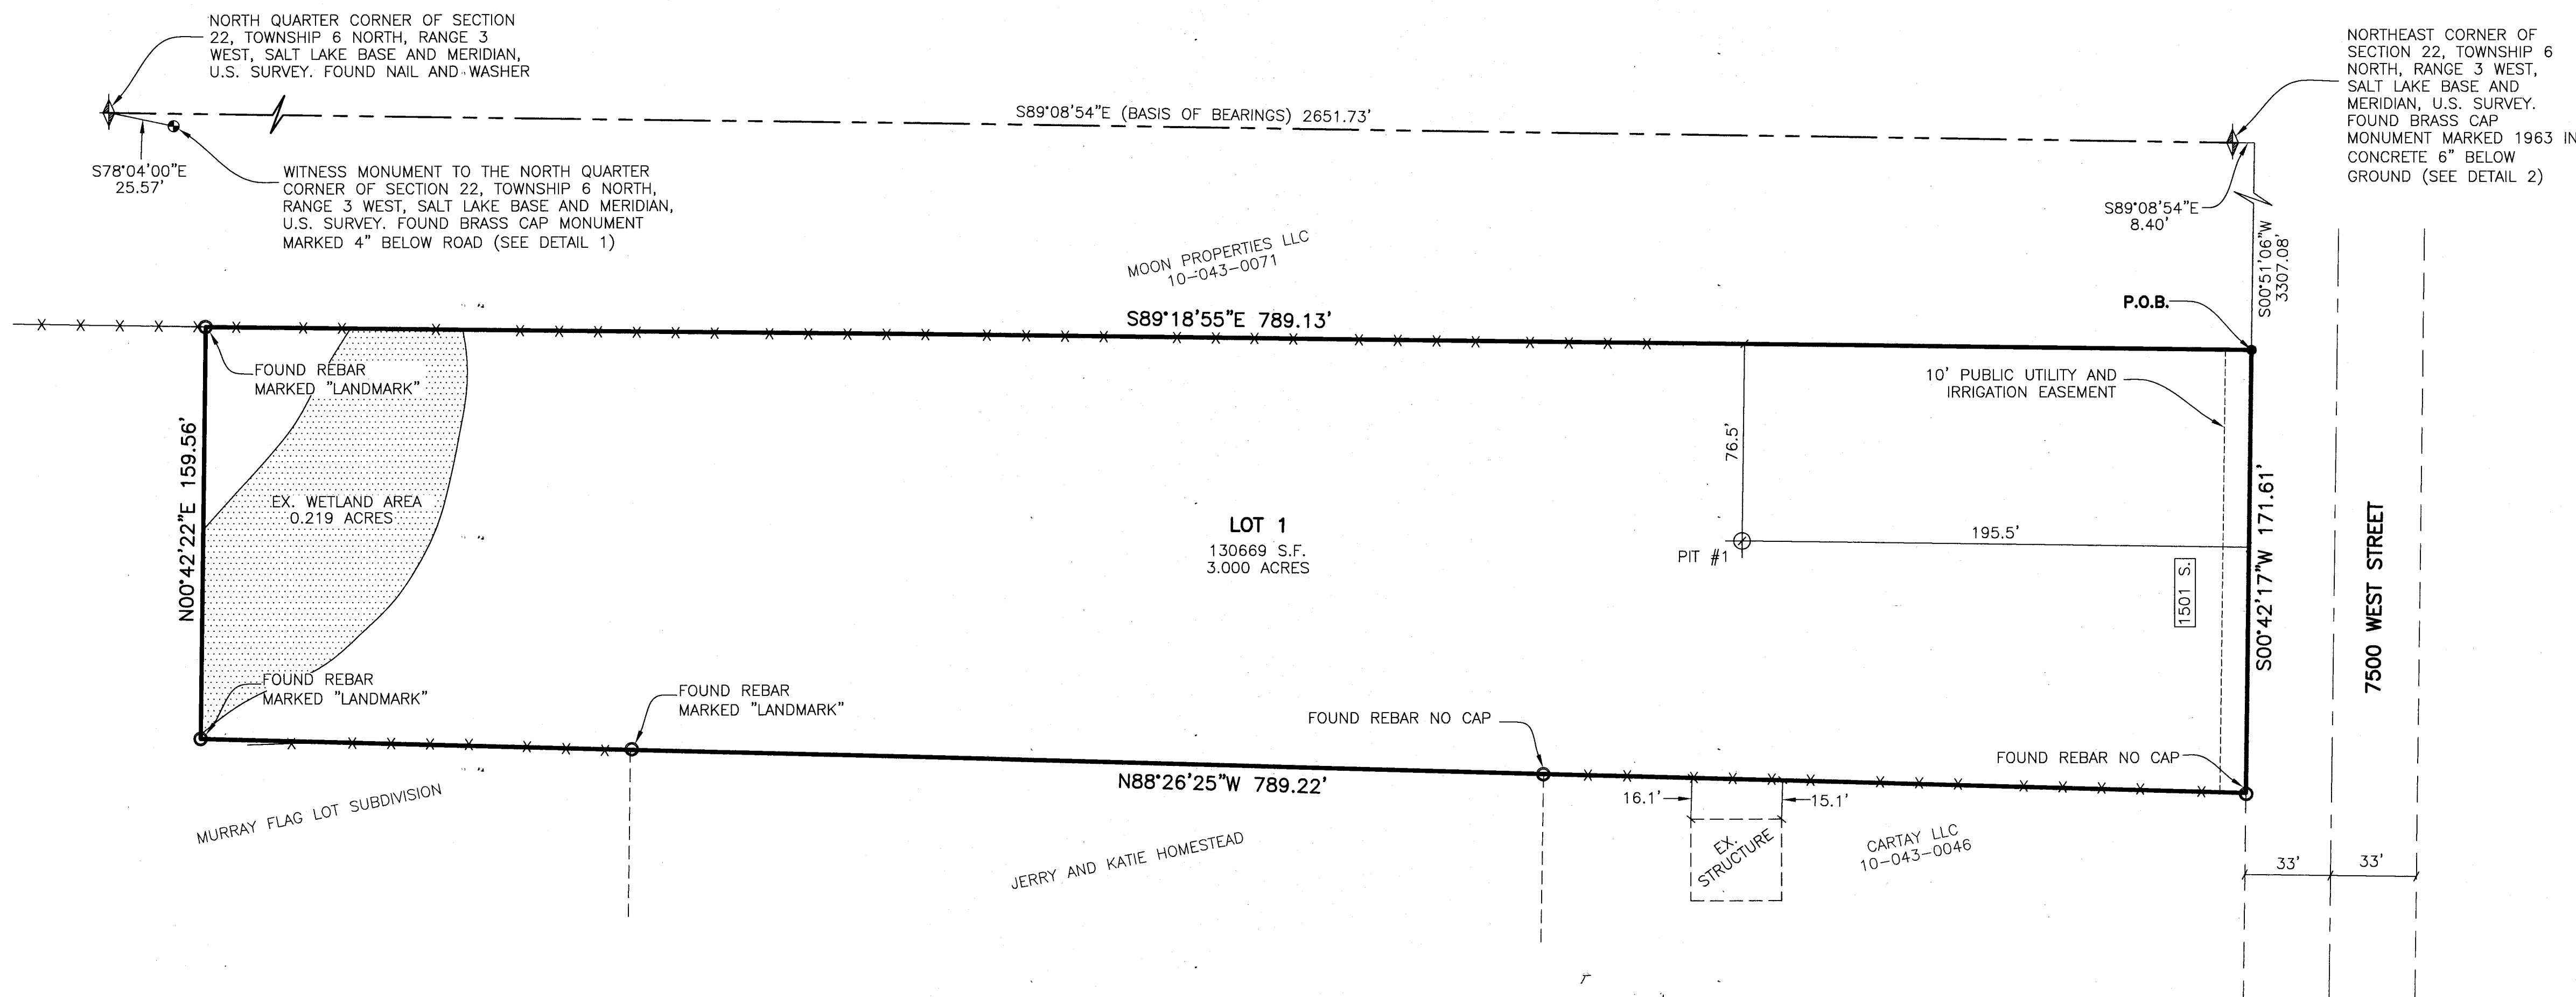 NORTH QUARTER CORNER OF SECTION
22, TOWNSHIP 6 NORTH, RANGE 3
WEST, SALT LAKE BASE AND MERIDIAN,
U.S. SURVEY. FOUND NAIL AND WASHER
NORTHEAST CORNER OF
SECTION 22, TOWNSHIP 6
NORTH, RANGE 3 WEST,
SALT LAKE BASE AND
MERIDIAN, U.S. SURVEY.
FOUND BRASS CAP
MONUMENT MARKED 1963 IN
CONCRETE 6" BELOW
GROUND (SEE DETAIL 2)
S89°08'54"E (BASIS OF BEARINGS) 2651.73'
S78°04'00"E
25.57'
WITNESS MONUMENT TO THE NORTH QUARTER
CORNER OF SECTION 22, TOWNSHIP 6 NORTH,
RANGE 3 WEST, SALT LAKE BASE AND MERIDIAN,
U.S. SURVEY. FOUND BRASS CAP MONUMENT
MARKED 4" BELOW ROAD (SEE DETAIL 1)
S89°08'54"E
8.40'
S00°51'06"W
3307.08'
MOON PROPERTIES LLC
10-043-0071
P.O.B.
S89°18'55"E 789.13'
FOUND REBAR
MARKED "LANDMARK"
10' PUBLIC UTILITY AND
IRRIGATION EASEMENT
N00°42'22"E 159.56'
76.5'
EX. WETLAND AREA
0.219 ACRES
LOT 1
130669 S.F.
3.000 ACRES
PIT #1
195.5'
1501 S.
S00°42'17"W 171.61'
7500 WEST STREET
FOUND REBAR
MARKED "LANDMARK"
FOUND REBAR
MARKED "LANDMARK"
FOUND REBAR NO CAP
FOUND REBAR NO CAP
N88°26'25"W 789.22'
16.1'
15.1'
MURRAY FLAG LOT SUBDIVISION
JERRY AND KATIE HOMESTEAD
EX.
STRUCTURE
CARTAY LLC
10-043-0046
33'
33'